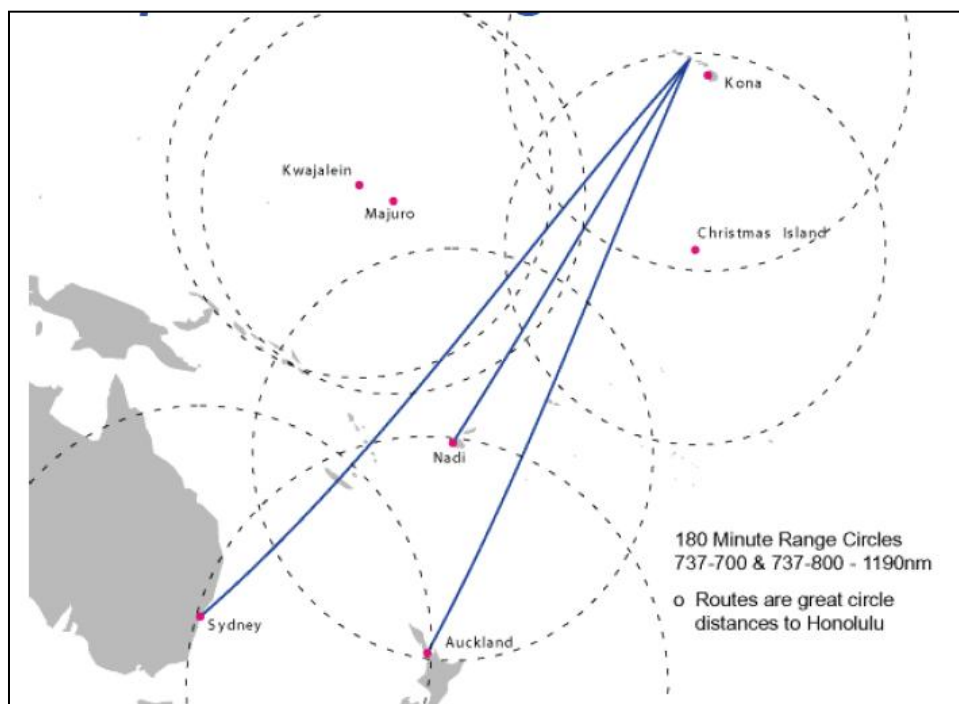 Kona
Kwajalein
Majuro
Christmas Island
Nadi
180 Minute Range Circles
737-700 & 737-800 - 1190nm
o Routes are great circle
distances to Honolulu
Sydney
Auckland